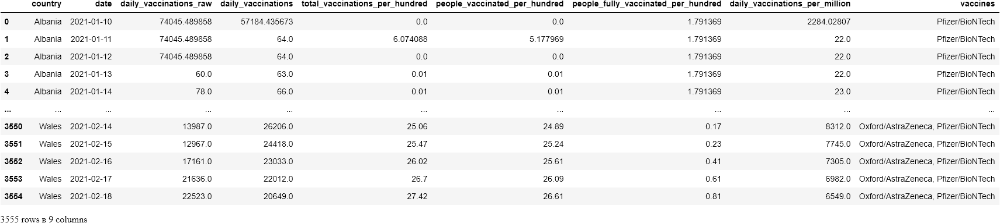 country date daily_vaccinations_raw daily_vaccinations total_vaccinations_per_hundred people_vaccinated_per_hundred people_fully_vaccinated_per_hundred daily_vaccinations_per_million vaccines
0 Albania 2021-01-10 74045.489858 57184.435673 0.0 0.0 1.791369 2284.02807 Pfizer/BioNTech
1 Albania 2021-01-11 74045.489858 64.0 6.074088 5.177969 1.791369 22.0 Pfizer/BioNTech
2 Albania 2021-01-12 74045.489858 64.0 0.0 0.0 1.791369 22.0 Pfizer/BioNTech
3 Albania 2021-01-13 60.0 63.0 0.01 0.01 1.791369 22.0 Pfizer/BioNTech
4 Albania 2021-01-14 78.0 66.0 0.01 0.01 1.791369 23.0 Pfizer/BioNTech
... ... ... ... ... ... ... ... ... ...
3550 Wales 2021-02-14 13987.0 26206.0 25.06 24.89 0.17 8312.0 Oxford/AstraZeneca, Pfizer/BioNTech
3551 Wales 2021-02-15 12967.0 24418.0 25.47 25.24 0.23 7745.0 Oxford/AstraZeneca, Pfizer/BioNTech
3552 Wales 2021-02-16 17161.0 23033.0 26.02 25.61 0.41 7305.0 Oxford/AstraZeneca, Pfizer/BioNTech
3553 Wales 2021-02-17 21636.0 22012.0 26.7 26.09 0.61 6982.0 Oxford/AstraZeneca, Pfizer/BioNTech
3554 Wales 2021-02-18 22523.0 20649.0 27.42 26.61 0.81 6549.0 Oxford/AstraZeneca, Pfizer/BioNTech
3555 rows в 9 columns